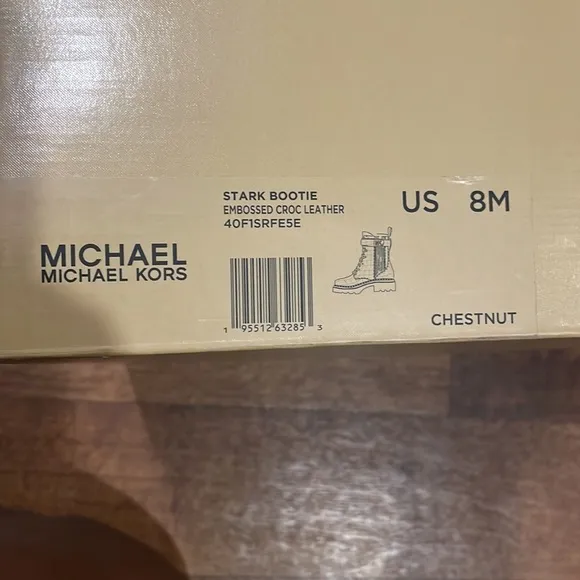 STARK BOOTIE
EMBOSSED CROC LEATHER
40F1SRFE5E
US 8M
MICHAEL
MICHAEL KORS
1 95512 63285 3
CHESTNUT